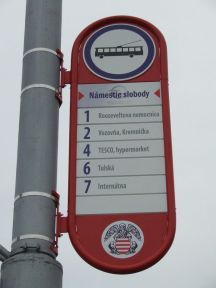 Námestie slobody
1 Rooseveltova nemocnica
2 Vozovňa, Kremnička
4 TESCO, hypermarket
6 Tulská
7 Internátna